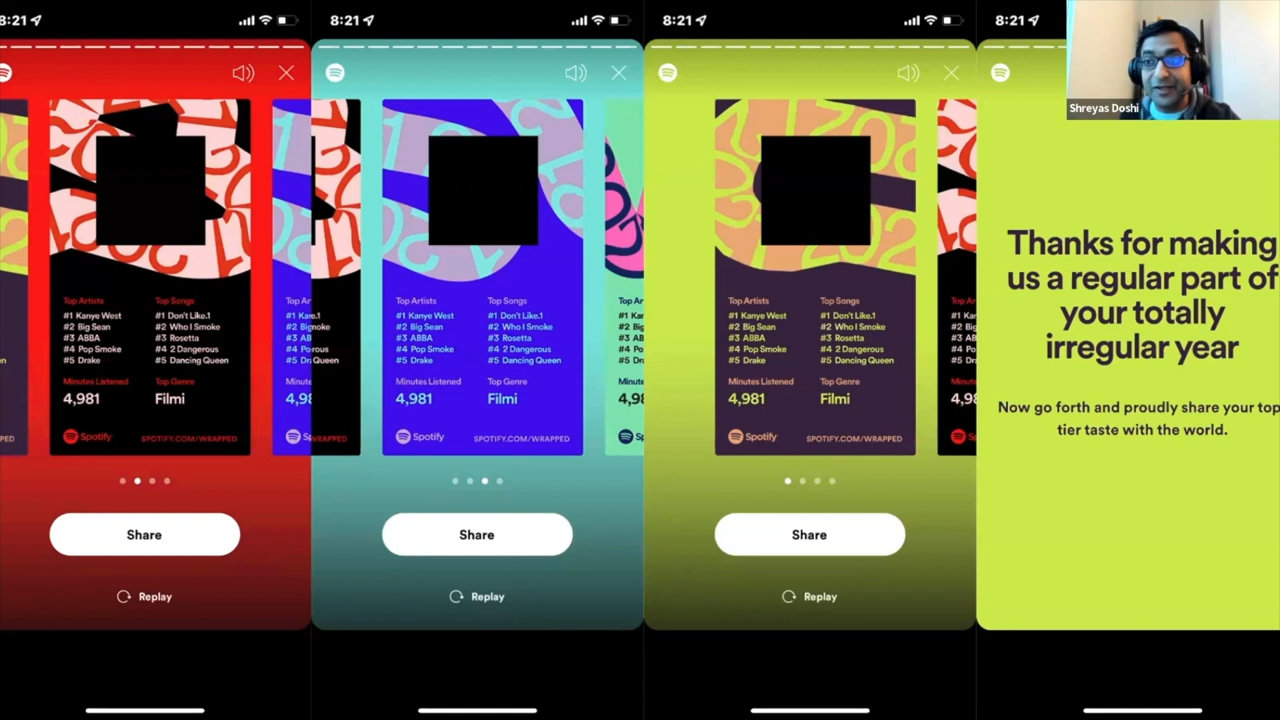 8:21
Top Artists
Top Songs
#1 Kanye West
#1 Don't Like.1
#2 Big Sean
#2 Who I Smoke
#3 ABBA
#3 Rosetta
#4 Pop Smoke
#4 2 Dangerous
#5 Drake
#5 Dancing Queen
Minutes Listened
Top Genre
4,981
Filmi
Spotify
SPOTIFY.COM/WRAPPED
Share
Replay
8:21
Top Artists
Top Songs
#1 Kanye West
#1 Don't Like.1
#2 Big Sean
#2 Who I Smoke
#3 ABBA
#3 Rosetta
#4 Pop Smoke
#4 2 Dangerous
#5 Drake
#5 Dancing Queen
Minutes Listened
Top Genre
4,981
Filmi
Spotify
SPOTIFY.COM/WRAPPED
Share
Replay
8:21
Top Artists
Top Songs
#1 Kanye West
#1 Don't Like.1
#2 Big Sean
#2 Who I Smoke
#3 ABBA
#3 Rosetta
#4 Pop Smoke
#4 2 Dangerous
#5 Drake
#5 Dancing Queen
Minutes Listened
Top Genre
4,981
Filmi
Spotify
SPOTIFY.COM/WRAPPED
Share
Replay
8:21
Shreyas Doshi
Thanks for making
us a regular part of
your totally
irregular year
Now go forth and proudly share your top
tier taste with the world.